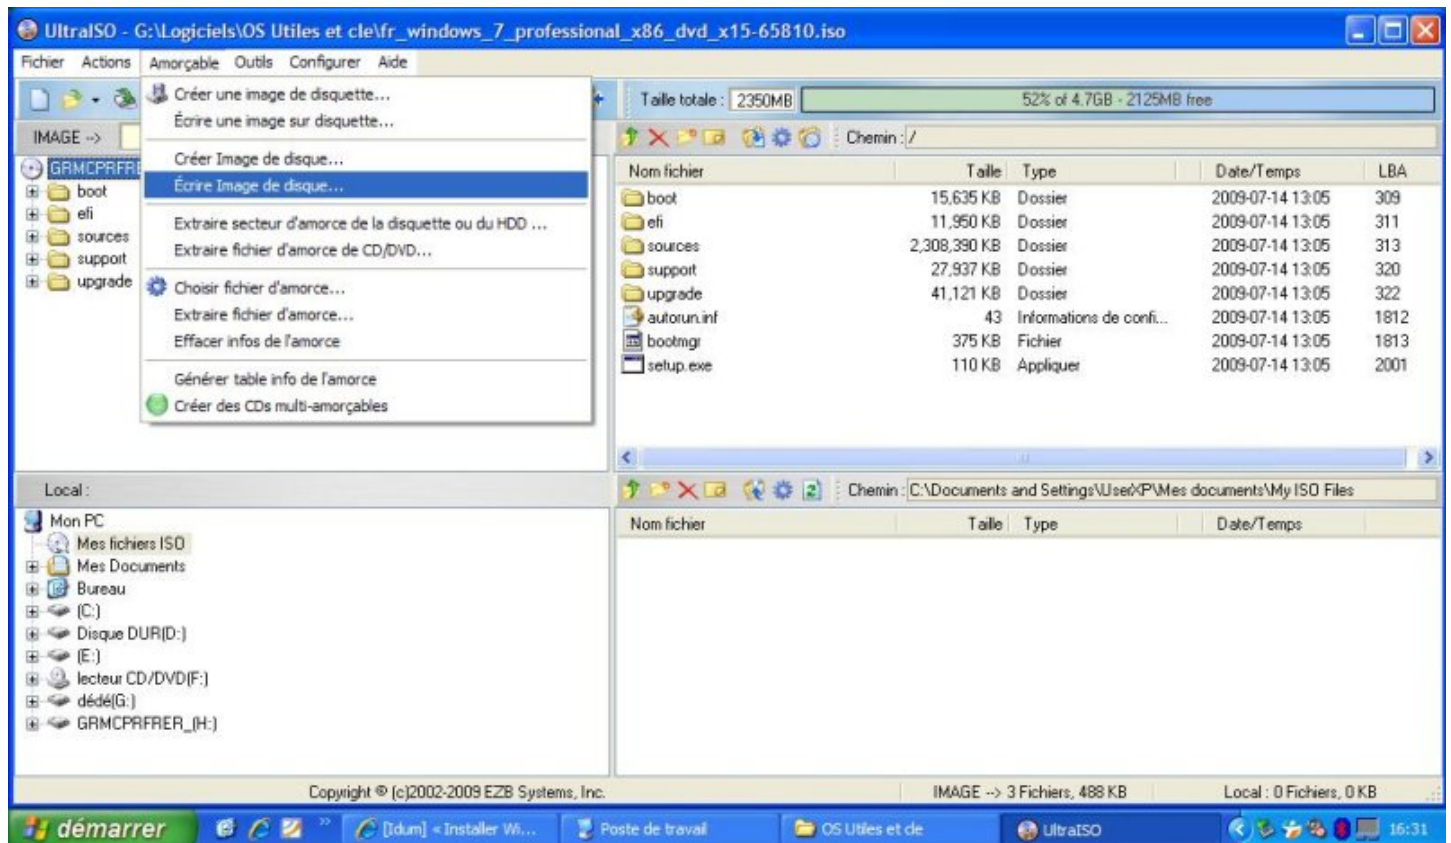 UltraISO - G:\Logiciels\OS Utiles et cle\fr_windows_7_professional_x86_dvd_x15-65810.iso
Fichier Actions Amorçable Outils Configurer Aide
Créer une image de disquette...
Écrire une image sur disquette...
Créer Image de disque...
Écrire Image de disque...
Extraire secteur d'amorce de la disquette ou du HDD ...
Extraire fichier d'amorce de CD/DVD...
Choisir fichier d'amorce...
Extraire fichier d'amorce...
Effacer infos de l'amorce
Générer table info de l'amorce
Créer des CDs multi-amorçables
Taille totale : 2350MB 52% of 4.7GB - 2125MB free
IMAGE -->
GRMCPRFRE
boot
efi
sources
support
upgrade
Chemin : /
Nom fichier Taille Type Date/Temps LBA
boot 15,635 KB Dossier 2009-07-14 13:05 309
efi 11,950 KB Dossier 2009-07-14 13:05 311
sources 2,308,390 KB Dossier 2009-07-14 13:05 313
support 27,937 KB Dossier 2009-07-14 13:05 320
upgrade 41,121 KB Dossier 2009-07-14 13:05 322
autorun.inf 43 Informations de confi... 2009-07-14 13:05 1812
bootmgr 375 KB Fichier 2009-07-14 13:05 1813
setup.exe 110 KB Appliquer 2009-07-14 13:05 2001
Local :
Mon PC
Mes fichiers ISO
Mes Documents
Bureau
(C:)
Disque DUR(D:)
(E:)
lecteur CD/DVD(F:)
dédé(G:)
GRMCPRFRER_(H:)
Chemin : C:\Documents and Settings\UserXP\Mes documents\My ISO Files
Nom fichier Taille Type Date/Temps
Copyright © (c)2002-2009 EZB Systems, Inc. IMAGE --> 3 Fichiers, 488 KB Local : 0 Fichiers, 0 KB
démarrer [Idum] « Installer Wi... Poste de travail OS Utiles et cle UltraISO 16:31